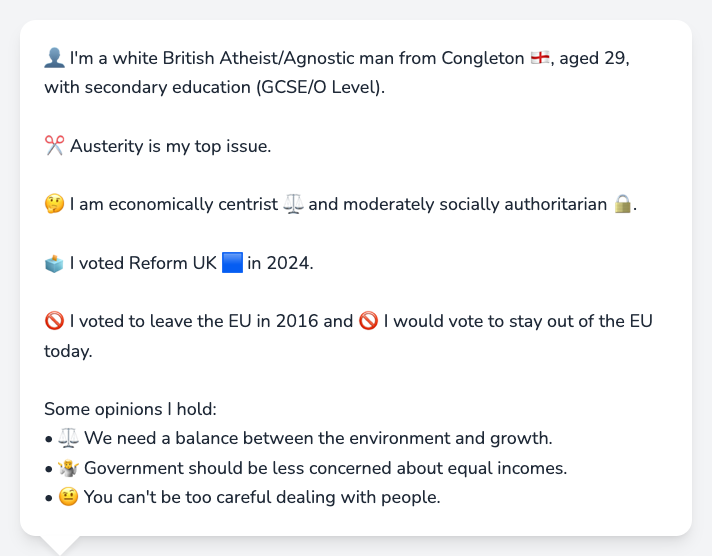 👤 I'm a white British Atheist/Agnostic man from Congleton 🏴󠁧󠁢󠁥󠁮󠁧󠁿, aged 29,
with secondary education (GCSE/O Level).
✂️ Austerity is my top issue.
🤔 I am economically centrist ⚖️ and moderately socially authoritarian 🔒.
🗳️ I voted Reform UK 🟦 in 2024.
🚫 I voted to leave the EU in 2016 and 🚫 I would vote to stay out of the EU
today.
Some opinions I hold:
• ⚖️ We need a balance between the environment and growth.
• 🤷 Government should be less concerned about equal incomes.
• 🤨 You can't be too careful dealing with people.